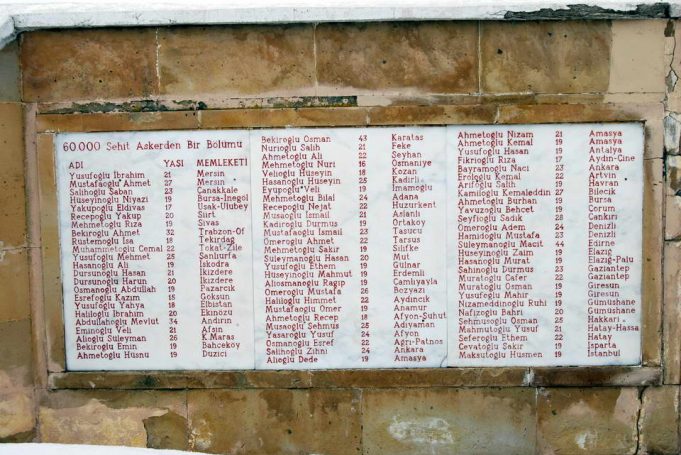 60.000 Şehit Askerden Bir Bölümü
ADI YAŞI MEMLEKETİ
Yusufoğlu İbrahim 21 Mersin
Mustafaoğlu Ahmet 27 Mersin
Salihoğlu Şaban 23 Çanakkale
Hüseyinoğlu Niyazi 21 Bursa-İnegöl
Yakupoğlu Eldivas 17 Uşak-Ulubey
Recepoğlu Yakup 20 Siirt
Mehmetoğlu Rıza 19 Sivas
Bekiroğlu Ahmet 32 Trabzon-Of
Rüstemoğlu İsa 18 Tekirdağ
Muhammetoğlu Cemal 22 Tokat-Zile
Yusufoğlu Mehmet 25 Şanlıurfa
Hasanoğlu Ali 19 İskodra
Dursunoğlu Hasan 21 İkizdere
Dursunoğlu Harun 20 İkizdere
Osmanoğlu Abdullah 19 Pazarcık
Eşrefoğlu Kazım 15 Göksun
Yusufoğlu Yahya 18 Elbistan
Haliloğlu İbrahim 20 Ekinözü
Abdullahoğlu Mevlut 34 Andırın
Eminoğlu Veli 21 Afşin
Alioğlu Süleyman 26 K.Maraş
Bekiroğlu Emin 19 Bahçeköy
Ahmetoğlu Hüsnü 19 Düziçi
Bekiroğlu Osman 43 Karataş
Nurioğlu Salih 21 Feke
Ahmetoğlu Ali 22 Seyhan
Mehmetoğlu Nuri 18 Osmaniye
Velioğlu Hüseyin 18 Kozan
Hasanoğlu Hüseyin 25 Kadirli
Eyüpoğlu Veli 19 İmamoğlu
Mehmetoğlu Bilal 24 Adana
Recepoğlu Nejat 22 Huzurkent
Musaoğlu İsmail 21 Aslanlı
Kadiroğlu Durmuş 19 Ortaköy
Mustafaoğlu İsmail 23 Taşucu
Ömeroğlu Ahmet 22 Tarsus
Mehmetoğlu Şakir 19 Silifke
Süleymanoğlu Hasan 20 Mut
Yusufoğlu Ethem 19 Gülnar
Hüseyinoğlu Mahmut 19 Erdemli
Aliosmanoğlu Ragip 19 Çamlıyayla
Ömeroğlu Mustafa 26 Bozyazı
Haliloğlu Himmet 22 Aydıncık
Mustafaoğlu Ömer 19 Anamur
Ahmetoğlu Recep 18 Afyon-Şuhut
Musaoğlu Şehmus 25 Adıyaman
Yaşaroğlu Yaşar 24 Afyon
Osmanoğlu Eşref 22 Ağrı-Patnos
Salihoğlu Zihni 24 Ankara
Alioğlu Dede 19 Amasya
Ahmetoğlu Nizam 21 Amasya
Ahmetoğlu Kemal 19 Amasya
Yusufoğlu Hasan 19 Antalya
Fikrioğlu Rıza 17 Aydın-Çine
Bayramoğlu Naci 23 Ankara
Erolğlu Kemal 22 Artvin
Arifoğlu Salih 19 Havran
Kamiloğlu Kemaleddin 27 Bilecik
Ahmetoğlu Burhan 19 Bursa
Yavuzoğlu Behçet 19 Çorum
Seyfioğlu Sadık 28 Çankırı
Ömeroğlu Adem 24 Denizli
Hamidoğlu Mustafa 23 Denizli
Süleymanoğlu Macit 44 Edirne
Hüseyinoğlu Zaim 19 Elazığ
Hasanoğlu Murat 19 Elazığ-Palu
Şahinoğlu Durmuş 23 Gaziantep
Muratoğlu Cafer 22 Gaziantep
Muratoğlu Osman 19 Giresun
Yusufoğlu Mahir 19 Giresun
Nizameddinoğlu Ruhi 19 Gümüşhane
Nafizoğlu Bahri 20 Gümüşhane
Şehmusoğlu Osman 25 Hakkari
Mahmutoğlu Yusuf 21 Hatay-Hassa
Seferoğlu Ethem 22 Hatay
Cevatoğlu Şakir 19 Isparta
Maksutoğlu Hüsmen 19 İstanbul